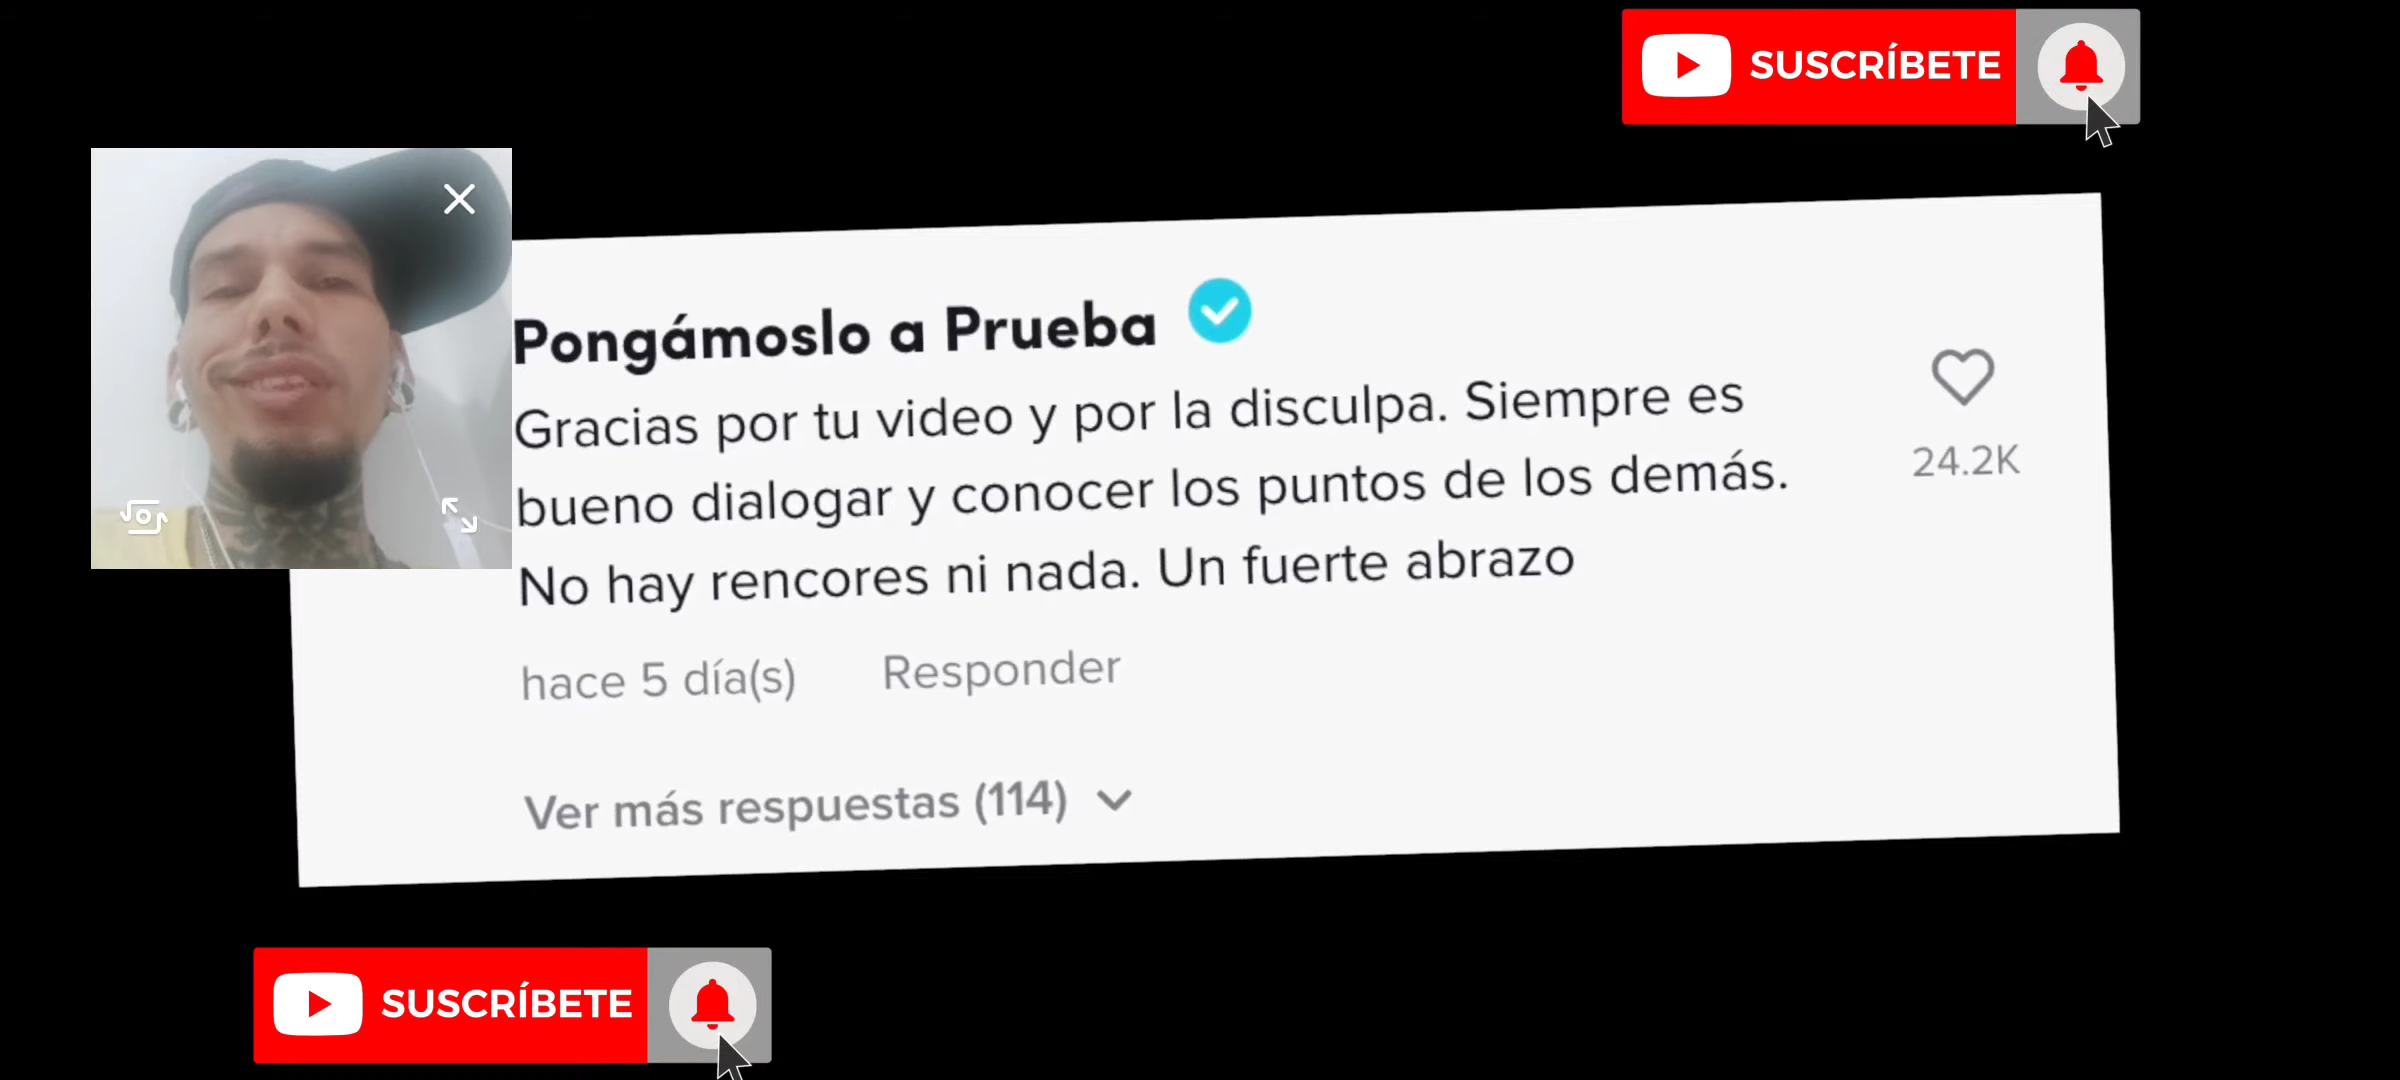 SUSCRÍBETE
Pongámoslo a Prueba
Gracias por tu video y por la disculpa. Siempre es
bueno dialogar y conocer los puntos de los demás.
No hay rencores ni nada. Un fuerte abrazo
24.2K
hace 5 día(s) Responder
Ver más respuestas (114)
SUSCRÍBETE